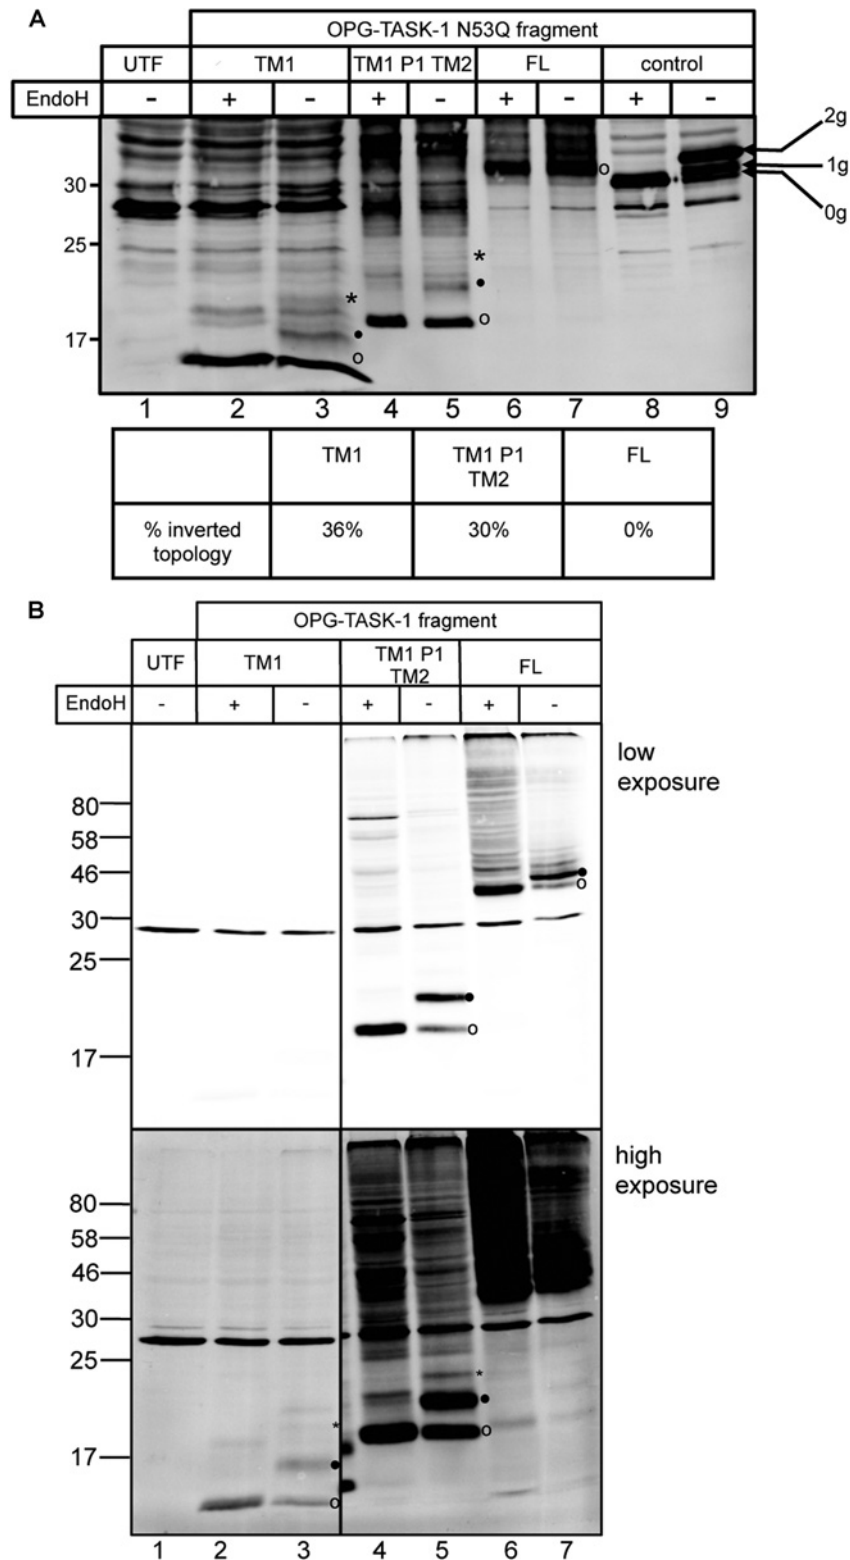 A
OPG-TASK-1 N53Q fragment
UTF TM1 TM1 P1 TM2 FL control
EndoH - + - + - + - + -
2g
1g
0g
30
25
17
* • o * • o o
1 2 3 4 5 6 7 8 9
TM1 TM1 P1 TM2 FL
% inverted topology 36% 30% 0%
B
OPG-TASK-1 fragment
UTF TM1 TM1 P1 TM2 FL
EndoH - + - + - + -
low exposure
80
58
46
30
25
17
• o • o
high exposure
80
58
46
30
25
17
* • o * • o
1 2 3 4 5 6 7